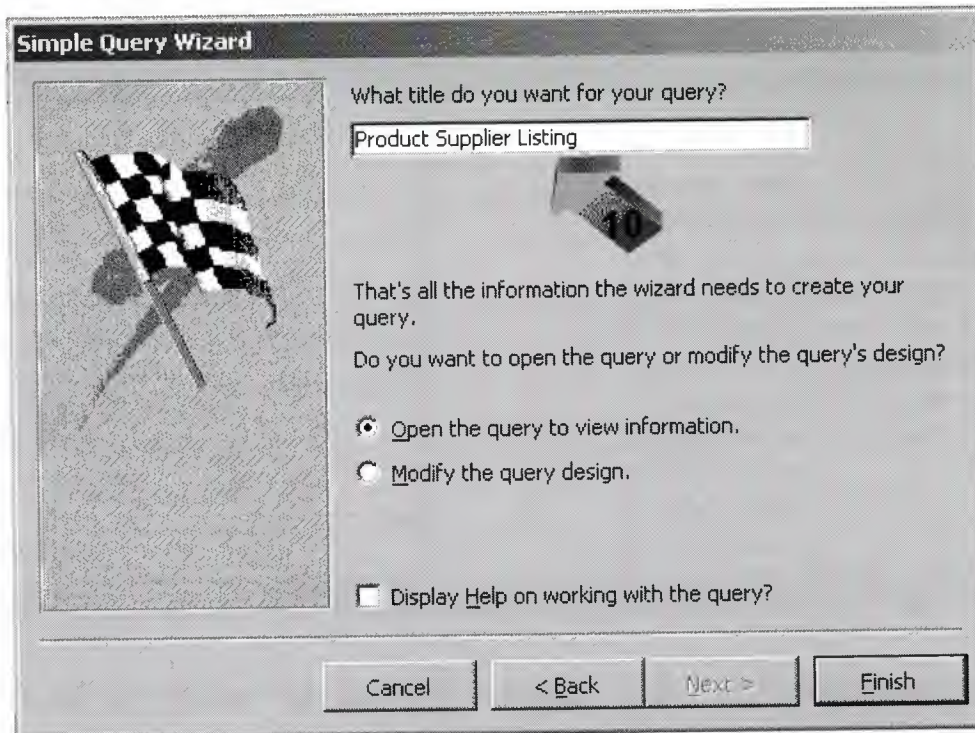 Simple Query Wizard
What title do you want for your query?
Product Supplier Listing
10
That's all the information the wizard needs to create your
query.
Do you want to open the query or modify the query's design?
Open the query to view information.
Modify the query design.
Display Help on working with the query?
Cancel
< Back
Next >
Finish